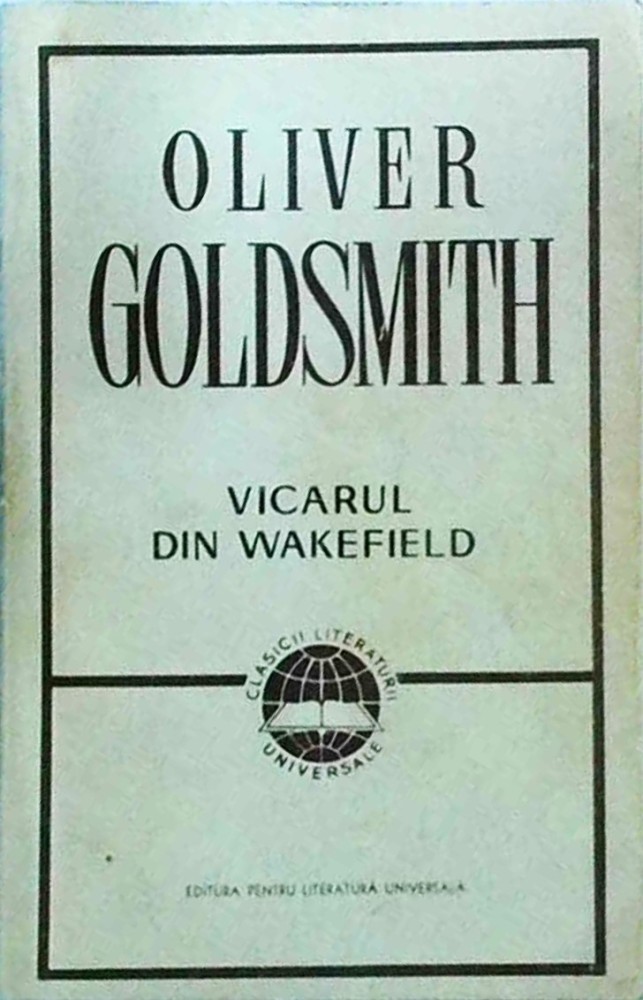 OLIVER
GOLDSMITH
VICARUL
DIN WAKEFIELD
CLASICII LITERATURII
UNIVERSALE
EDITURA PENTRU LITERATURĂ UNIVERSALĂ